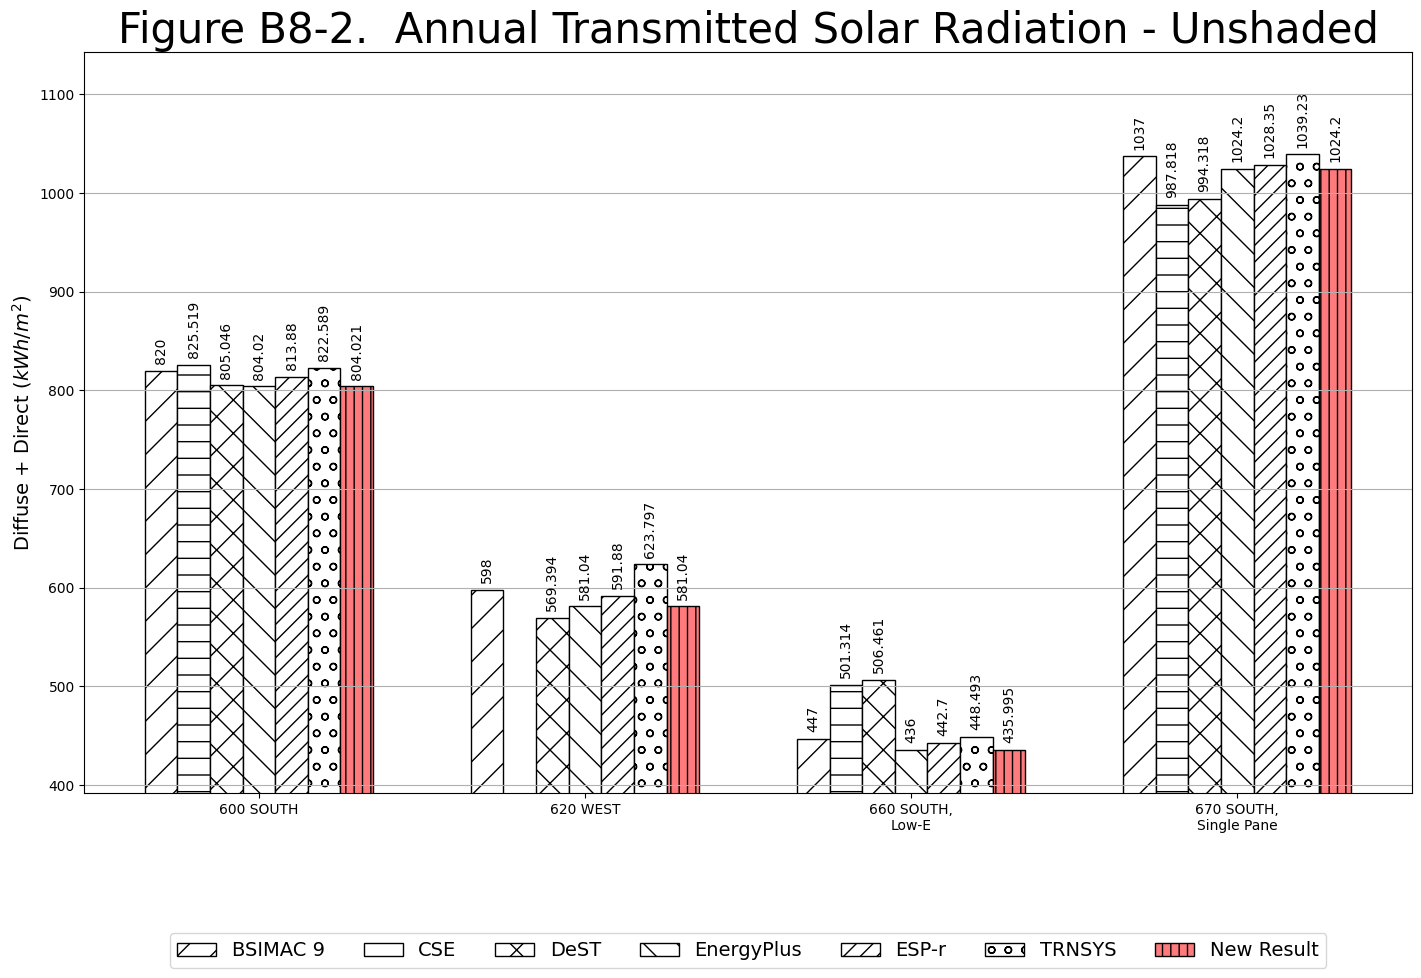 Figure B8-2.  Annual Transmitted Solar Radiation - Unshaded
Diffuse + Direct (kWh/m²)
1100
1000
900
800
700
600
500
400
820
825.519
805.046
804.02
813.88
822.589
804.021
598
569.394
581.04
591.88
623.797
581.04
447
501.314
506.461
436
442.7
448.493
435.995
1037
987.818
994.318
1024.2
1028.35
1039.23
1024.2
600 SOUTH
620 WEST
660 SOUTH,
Low-E
670 SOUTH,
Single Pane
BSIMAC 9
CSE
DeST
EnergyPlus
ESP-r
TRNSYS
New Result